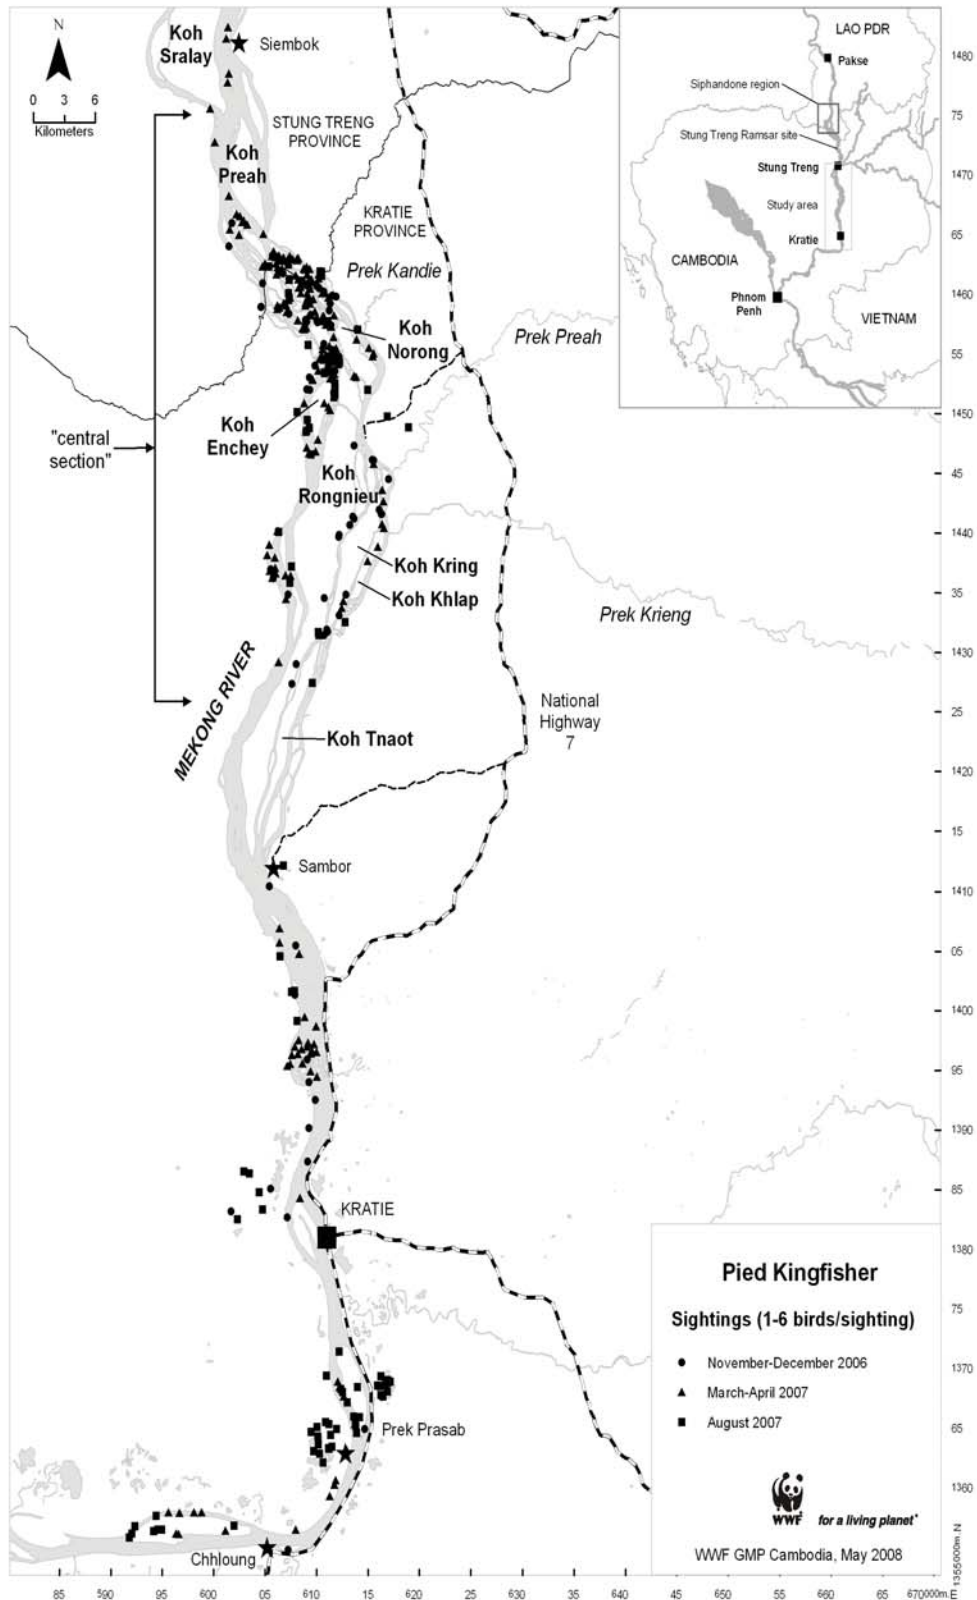 N
0 3 6
Kilometers
Koh
Sralay
Siembok
STUNG TRENG
PROVINCE
Koh
Preah
KRATIE
PROVINCE
Prek Kandie
Koh
Norong
Prek Preah
Koh
Enchey
"central
section"
Koh
Rongnieu
Koh Kring
Koh Khlap
Prek Krieng
MEKONG RIVER
National
Highway
7
Koh Tnaot
Sambor
KRATIE
Prek Prasab
Chhloung
LAO PDR
Pakse
Siphandone region
Stung Treng Ramsar site
Stung Treng
Study area
Kratie
CAMBODIA
Phnom
Penh
VIETNAM
1480
75
1470
65
1460
55
1450
45
1440
35
1430
25
1420
15
1410
05
1400
95
1390
85
1380
75
1370
65
1360
1355000m. N
Pied Kingfisher
Sightings (1-6 birds/sighting)
November-December 2006
March-April 2007
August 2007
WWF
for a living planet
WWF GMP Cambodia, May 2008
85 590 95 600 05 610 15 620 25 630 35 640 45 650 55 660 65 670000m. E